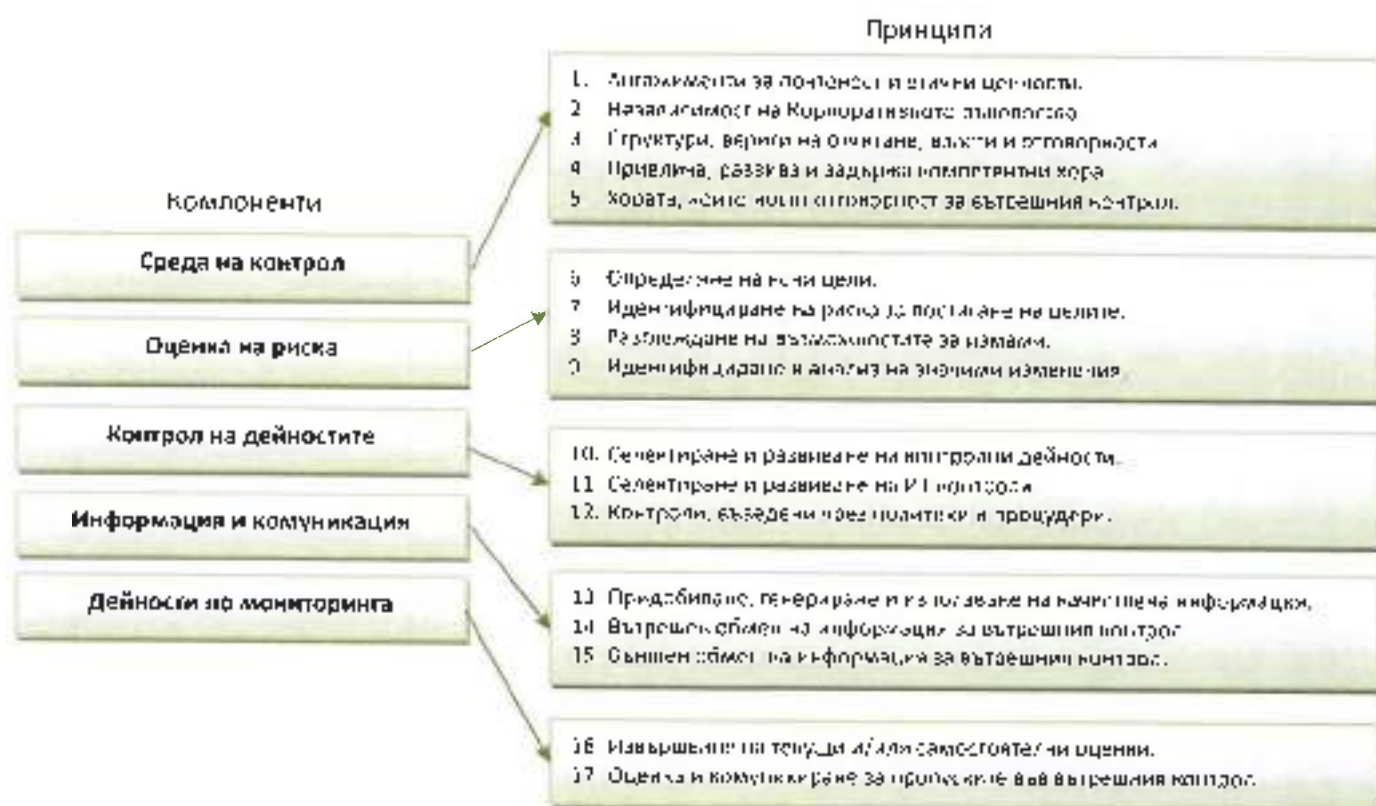 Принципи
1. Ангажименти за почтеност и етични ценности.
2 Независимост на Корпоративното ръководство
3 Структури, вериги на отчитане, власти и отговорности
4 Привлича, развива и задържа компетентни хора
5 Хората, които носят отговорност за вътрешния контрол.
Компоненти
Среда на контрол
Оценка на риска
Контрол на дейностите
Информация и комуникация
Дейности по мониторинга
6 Определяне на ясни цели.
7 Идентифициране на риска за постигане на целите.
8 Разглеждане на възможностите за измами.
9 Идентифициране и анализ на значими изменения.
10. Селектиране и развиване на контролни дейности.
11 Селектиране и развиване на ИТ контроли
12. Контроли, въведени чрез политики и процудери.
13 Придобиване, генериране и използване на качествена информация.
14 Вътрешен обмен на информация за вътрешния контрол
15 Външен обмен на информация за вътрешния контрол.
16 Извършване на текущи и/или самостоятелни оценки.
17 Оценка и комуникиране за пропуските във вътрешния контрол